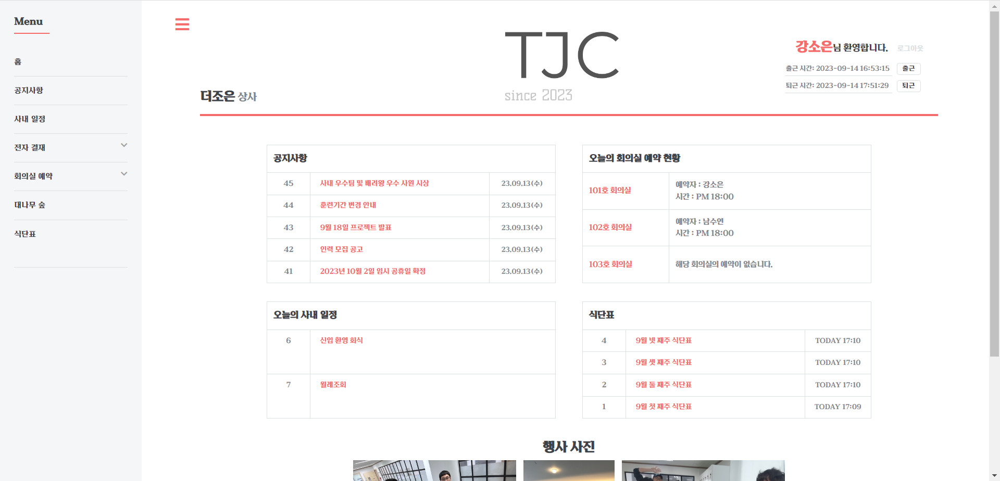 Menu
홈
공지사항
사내 일정
전자 결재
회의실 예약
대나무 숲
식단표
TJC
since 2023
더조은 상사
강소은님 환영합니다. 로그아웃
출근 시간: 2023-09-14 16:53:15 출근
퇴근 시간: 2023-09-14 17:51:29 퇴근
공지사항
45 사내 우수팀 및 배려왕 우수 사원 시상 23.09.13(수)
44 훈련기간 변경 안내 23.09.13(수)
43 9월 18일 프로젝트 발표 23.09.13(수)
42 인력 모집 공고 23.09.13(수)
41 2023년 10월 2일 임시 공휴일 확정 23.09.13(수)
오늘의 회의실 예약 현황
101호 회의실
예약자 : 강소은
시간 : PM 18:00
102호 회의실
예약자 : 남수연
시간 : PM 18:00
103호 회의실 해당 회의실의 예약이 없습니다.
오늘의 사내 일정
6 신입 환영 회식
7 월례조회
식단표
4 9월 넷 째주 식단표 TODAY 17:10
3 9월 셋 째주 식단표 TODAY 17:10
2 9월 둘 째주 식단표 TODAY 17:10
1 9월 첫 째주 식단표 TODAY 17:09
행사 사진